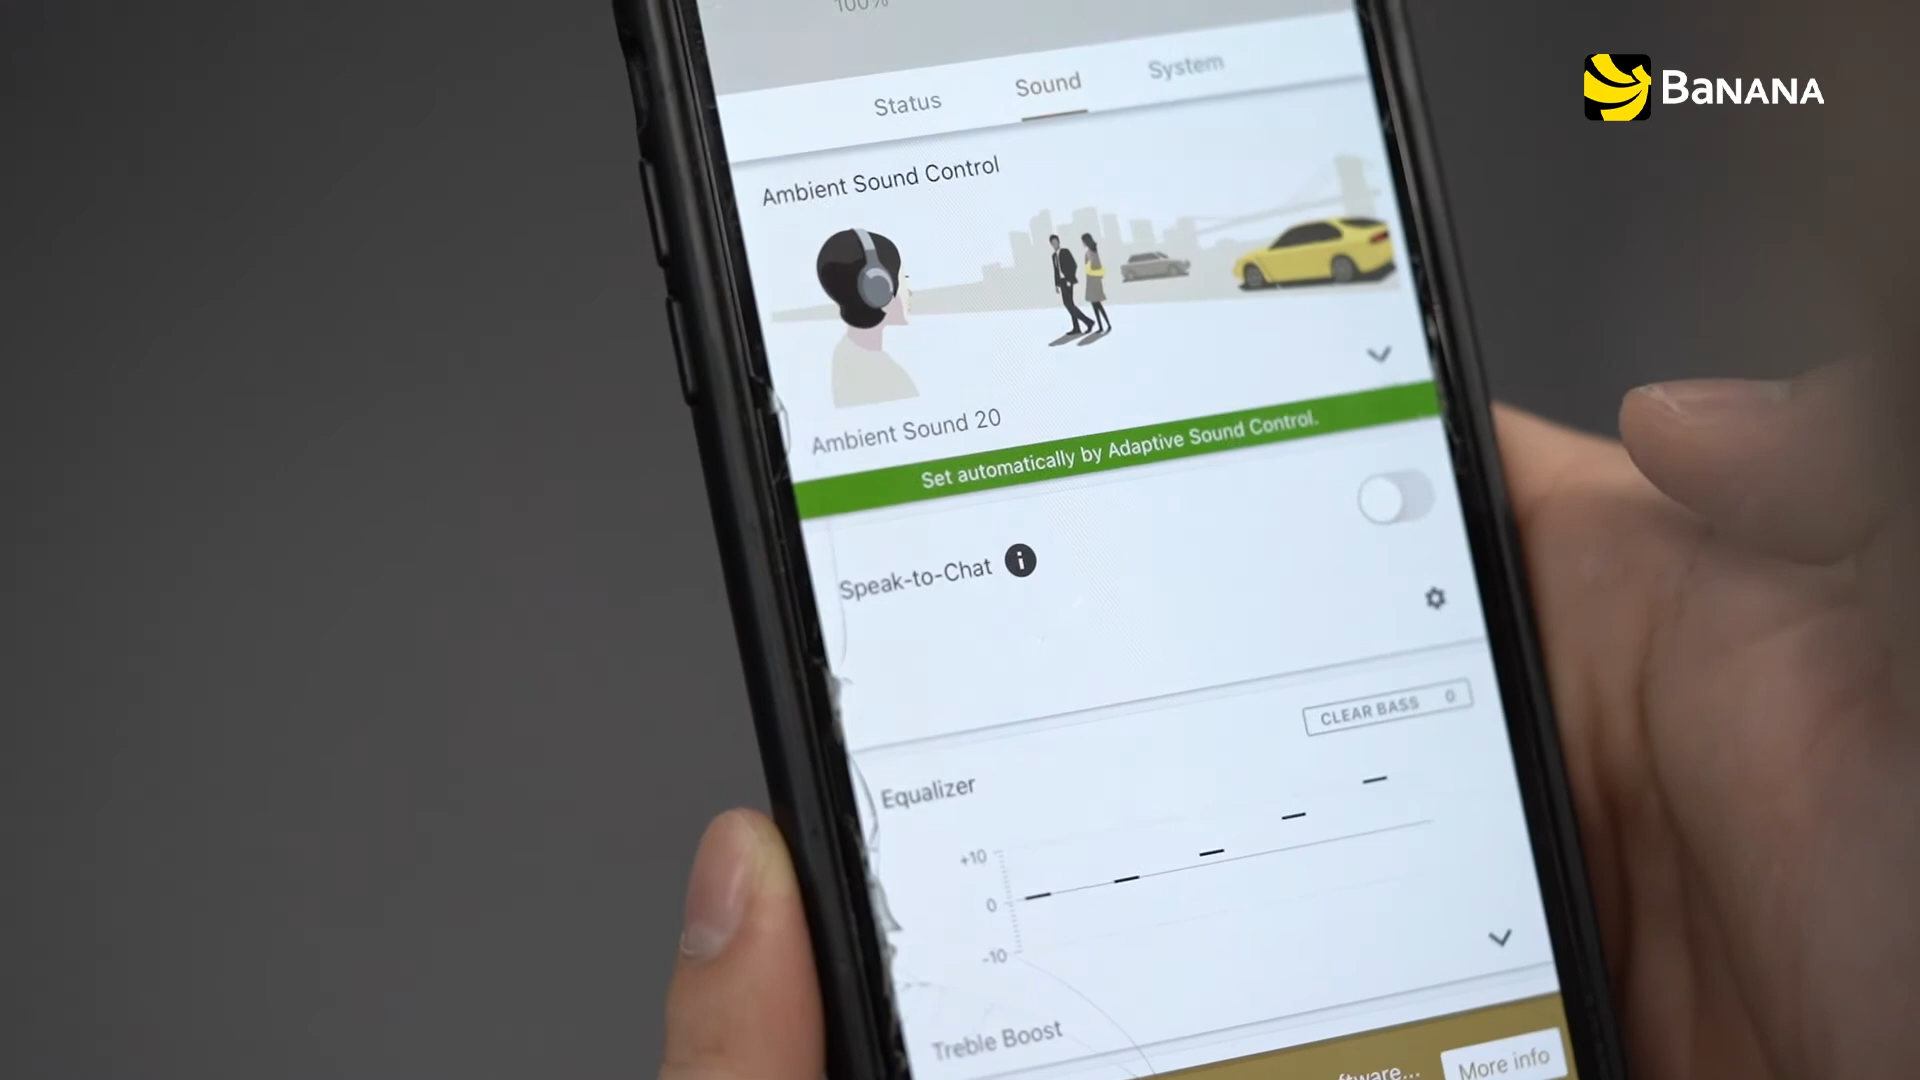 100%
Status
Sound
System
BANANA
Ambient Sound Control
Ambient Sound 20
Set automatically by Adaptive Sound Control.
Speak-to-Chat
CLEAR BASS 0
Equalizer
+10
0
-10
Treble Boost
More info